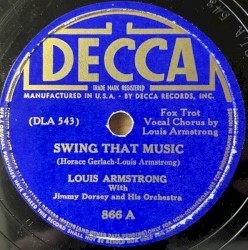 DECCA
TRADE MARK REGISTERED
MANUFACTURED IN U.S.A. - BY DECCA RECORDS, INC.
(DLA 543)
Fox Trot
Vocal Chorus by
Louis Armstrong
SWING THAT MUSIC
(Horace Gerlach-Louis Armstrong)
LOUIS ARMSTRONG
With
Jimmy Dorsey and His Orchestra
866 A